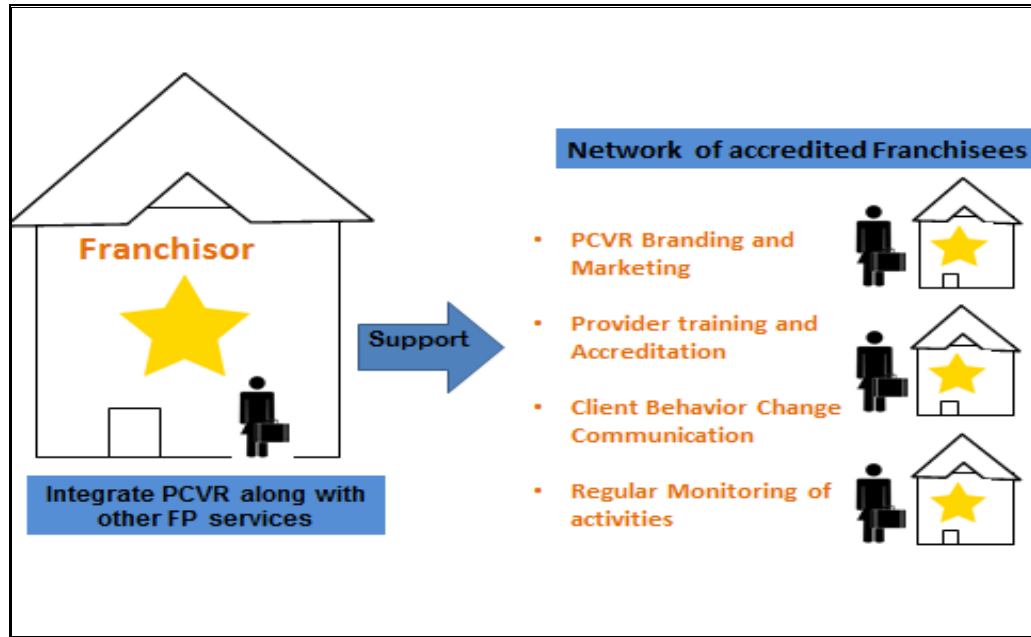 Franchisor
Integrate PCVR along with
other FP services
Support
Network of accredited Franchisees
• PCVR Branding and
Marketing
• Provider training and
Accreditation
• Client Behavior Change
Communication
• Regular Monitoring of
activities